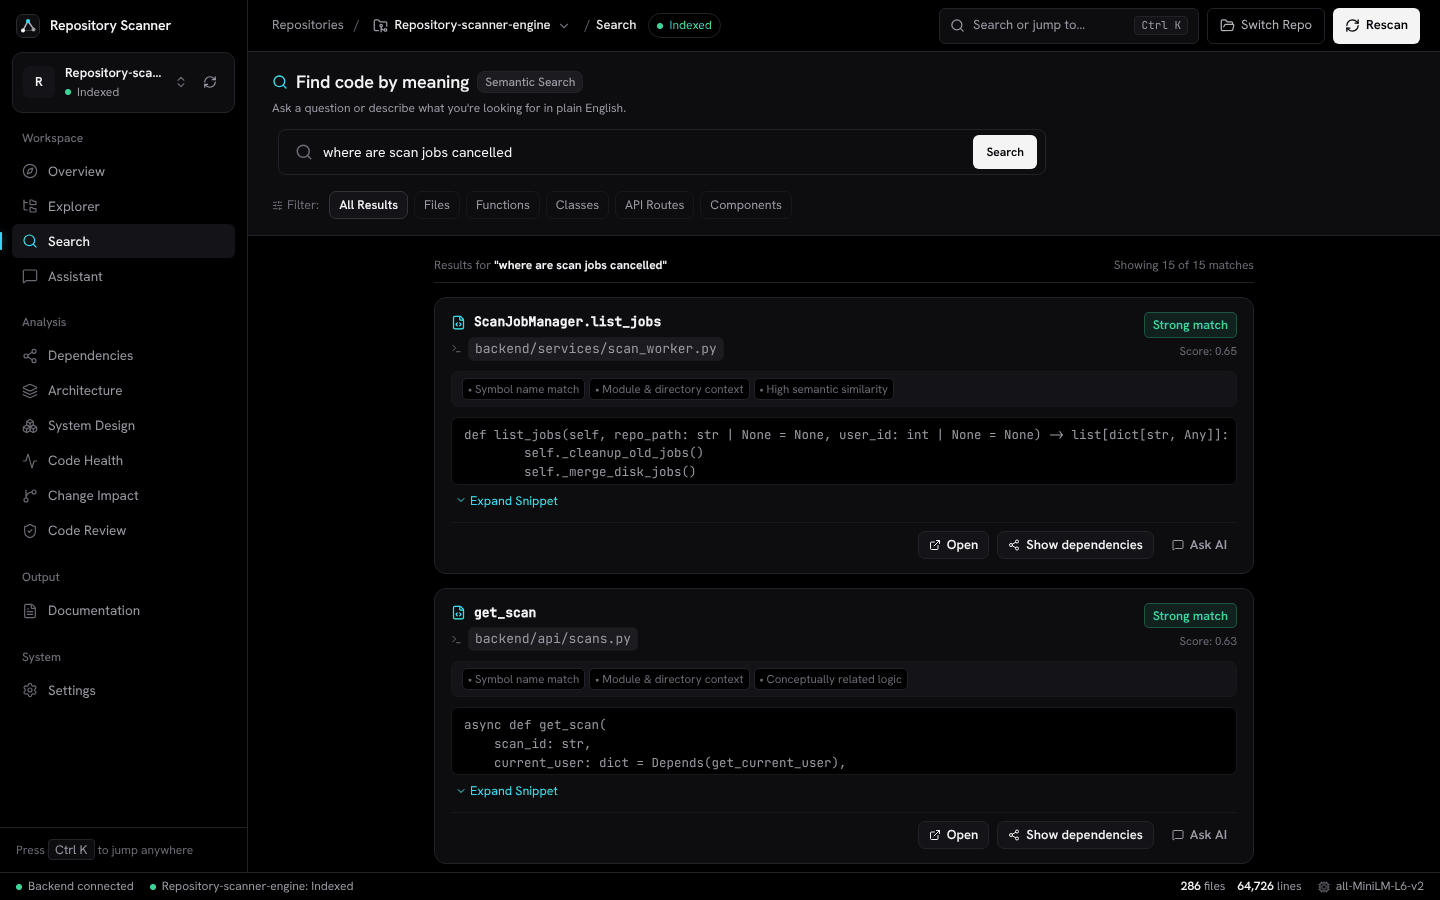 Repository Scanner
Repositories / Repository-scanner-engine / Search • Indexed
Search or jump to... Ctrl K
Switch Repo
Rescan
R
Repository-sca...
Indexed
Workspace
Overview
Explorer
Search
Assistant
Analysis
Dependencies
Architecture
System Design
Code Health
Change Impact
Code Review
Output
Documentation
System
Settings
Press Ctrl K to jump anywhere
Find code by meaning Semantic Search
Ask a question or describe what you're looking for in plain English.
where are scan jobs cancelled Search
Filter: All Results Files Functions Classes API Routes Components
Results for "where are scan jobs cancelled" Showing 15 of 15 matches
ScanJobManager.list_jobs Strong match
backend/services/scan_worker.py Score: 0.65
• Symbol name match • Module & directory context • High semantic similarity
def list_jobs(self, repo_path: str | None = None, user_id: int | None = None) -> list[dict[str, Any]]:
self._cleanup_old_jobs()
self._merge_disk_jobs()
Expand Snippet
Open Show dependencies Ask AI
get_scan Strong match
backend/api/scans.py Score: 0.63
• Symbol name match • Module & directory context • Conceptually related logic
async def get_scan(
scan_id: str,
current_user: dict = Depends(get_current_user),
Expand Snippet
Open Show dependencies Ask AI
Backend connected Repository-scanner-engine: Indexed
286 files 64,726 lines all-MiniLM-L6-v2